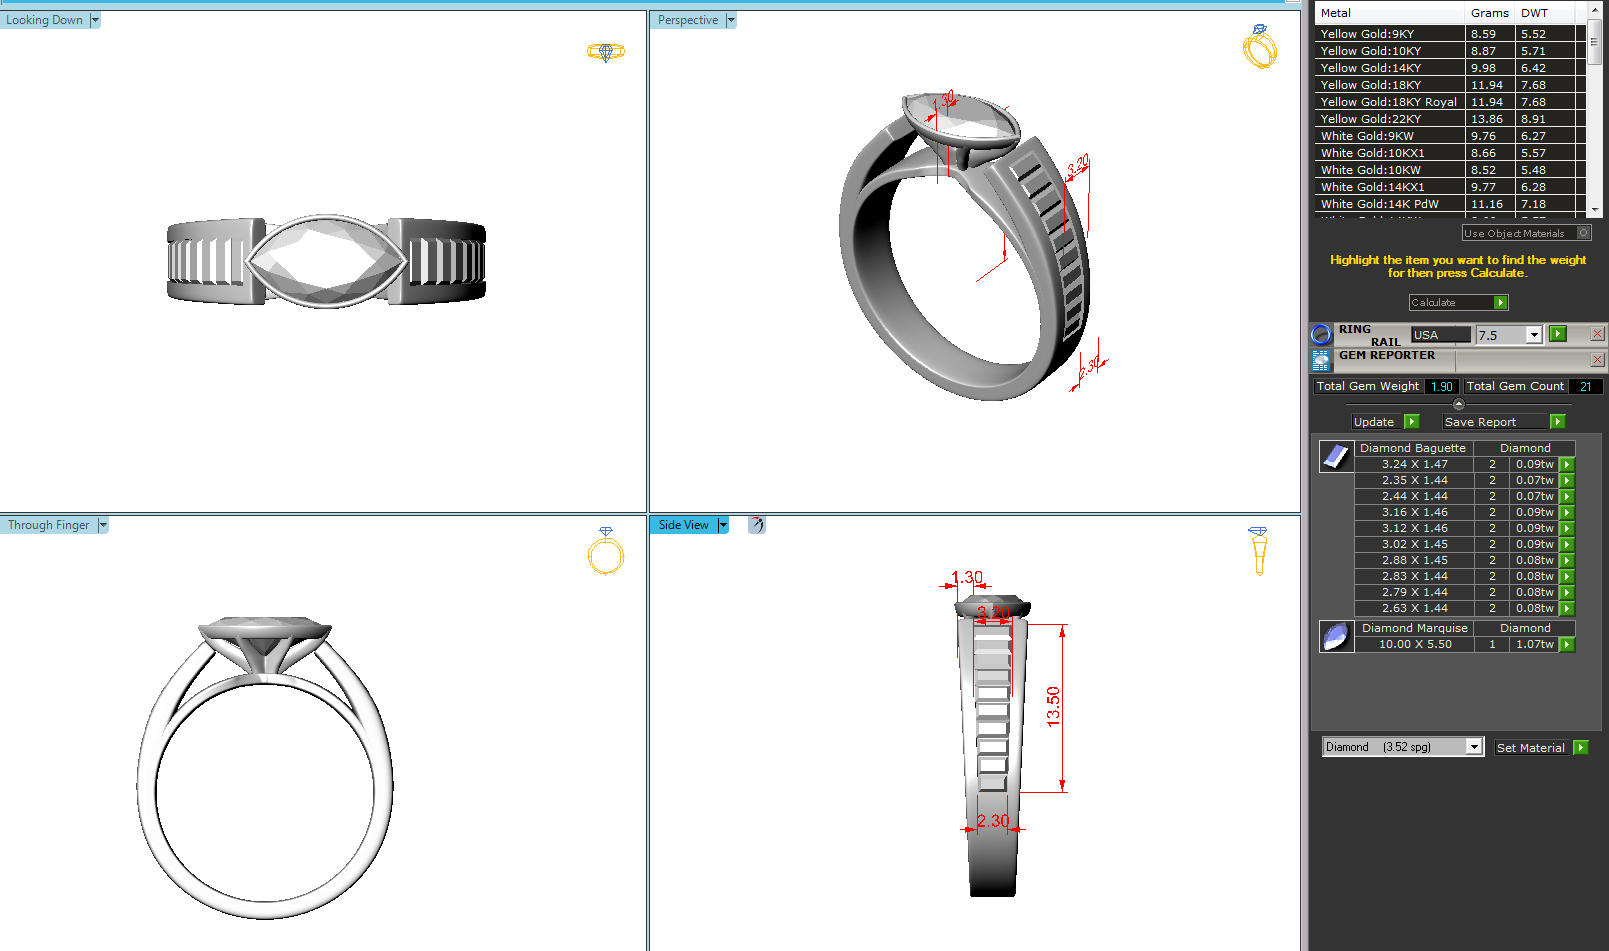 Looking Down
Perspective
1.30
3.20
2.30
Through Finger
Side View
1.30
3.20
13.50
2.30
Metal Grams DWT
Yellow Gold:9KY 8.59 5.52
Yellow Gold:10KY 8.87 5.71
Yellow Gold:14KY 9.98 6.42
Yellow Gold:18KY 11.94 7.68
Yellow Gold:18KY Royal 11.94 7.68
Yellow Gold:22KY 13.86 8.91
White Gold:9KW 9.76 6.27
White Gold:10KX1 8.66 5.57
White Gold:10KW 8.52 5.48
White Gold:14KX1 9.77 6.28
White Gold:14K PdW 11.16 7.18
Use Object Materials
Highlight the item you want to find the weight
for then press Calculate.
Calculate
RING
RAIL USA 7.5
GEM REPORTER
Total Gem Weight 1.90 Total Gem Count 21
Update Save Report
Diamond Baguette Diamond
3.24 X 1.47 2 0.09tw
2.35 X 1.44 2 0.07tw
2.44 X 1.44 2 0.07tw
3.16 X 1.46 2 0.09tw
3.12 X 1.46 2 0.09tw
3.02 X 1.45 2 0.09tw
2.88 X 1.45 2 0.08tw
2.83 X 1.44 2 0.08tw
2.79 X 1.44 2 0.08tw
2.63 X 1.44 2 0.08tw
Diamond Marquise Diamond
10.00 X 5.50 1 1.07tw
Diamond (3.52 spg) Set Material